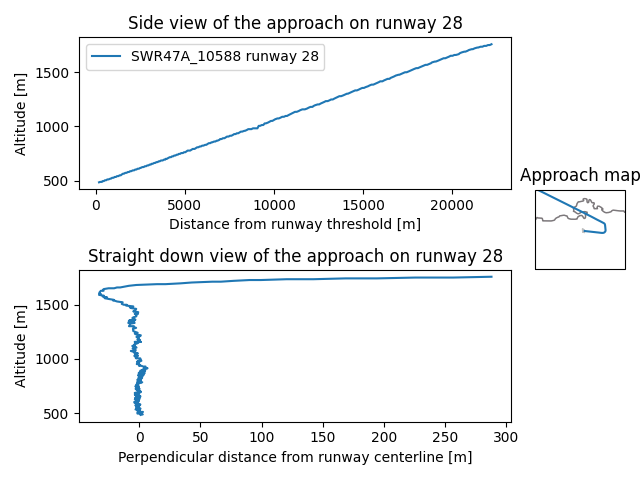 Side view of the approach on runway 28
SWR47A_10588 runway 28
Altitude [m]
1500
1000
500
0
5000
10000
15000
20000
Distance from runway threshold [m]
Approach map
Straight down view of the approach on runway 28
Altitude [m]
1500
1000
500
0
50
100
150
200
250
300
Perpendicular distance from runway centerline [m]